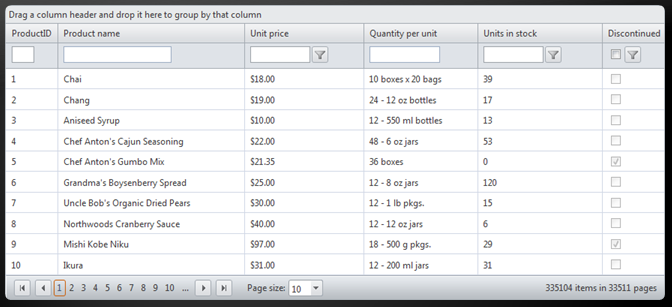 Drag a column header and drop it here to group by that column
ProductID Product name Unit price Quantity per unit Units in stock Discontinued
1 Chai $18.00 10 boxes x 20 bags 39
2 Chang $19.00 24 - 12 oz bottles 17
3 Aniseed Syrup $10.00 12 - 550 ml bottles 13
4 Chef Anton's Cajun Seasoning $22.00 48 - 6 oz jars 53
5 Chef Anton's Gumbo Mix $21.35 36 boxes 0
6 Grandma's Boysenberry Spread $25.00 12 - 8 oz jars 120
7 Uncle Bob's Organic Dried Pears $30.00 12 - 1 lb pkgs. 15
8 Northwoods Cranberry Sauce $40.00 12 - 12 oz jars 6
9 Mishi Kobe Niku $97.00 18 - 500 g pkgs. 29
10 Ikura $31.00 12 - 200 ml jars 31
1 2 3 4 5 6 7 8 9 10 ... Page size: 10 335104 items in 33511 pages